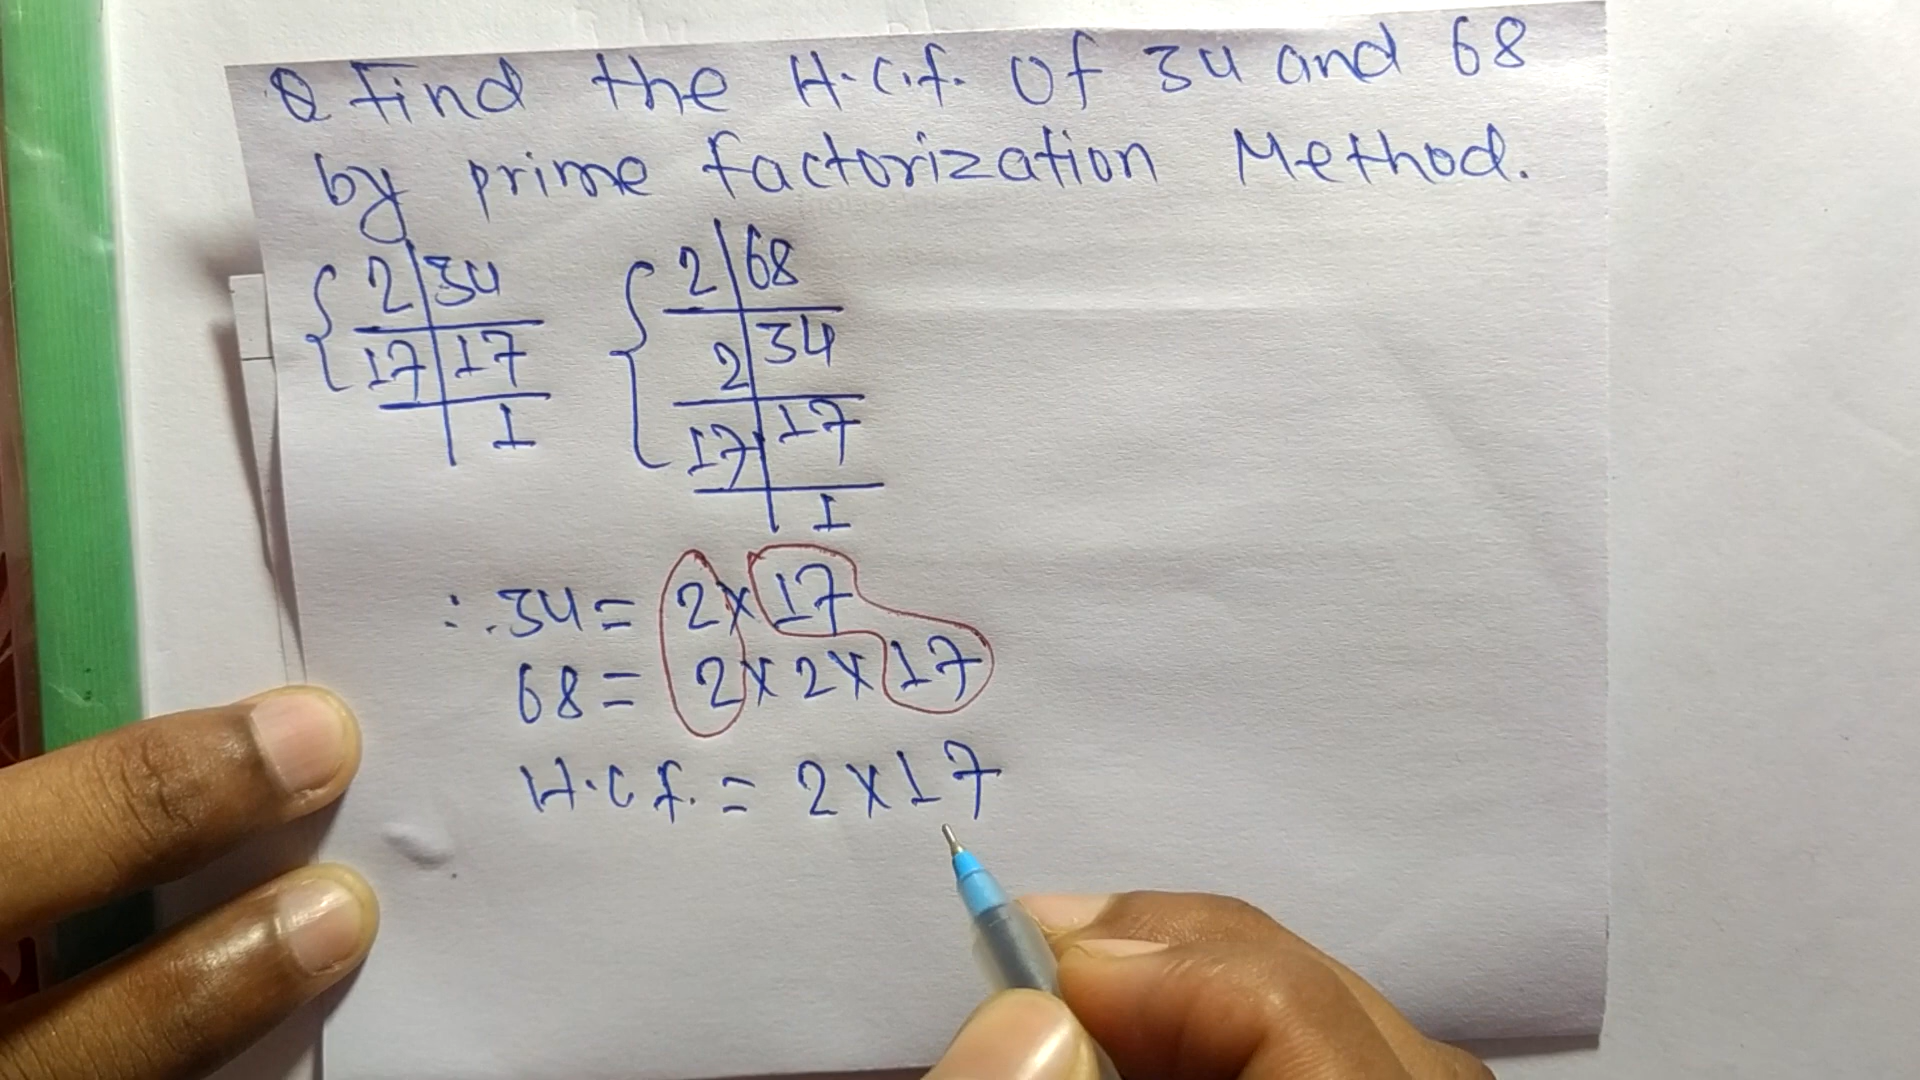 Q Find the H.C.f. of 34 and 68
by prime factorization Method.
2 | 34
17 | 17
1
2 | 68
2 | 34
17 | 17
1
∴ 34 = 2 × 17
68 = 2 × 2 × 17
H.C.f. = 2 × 17